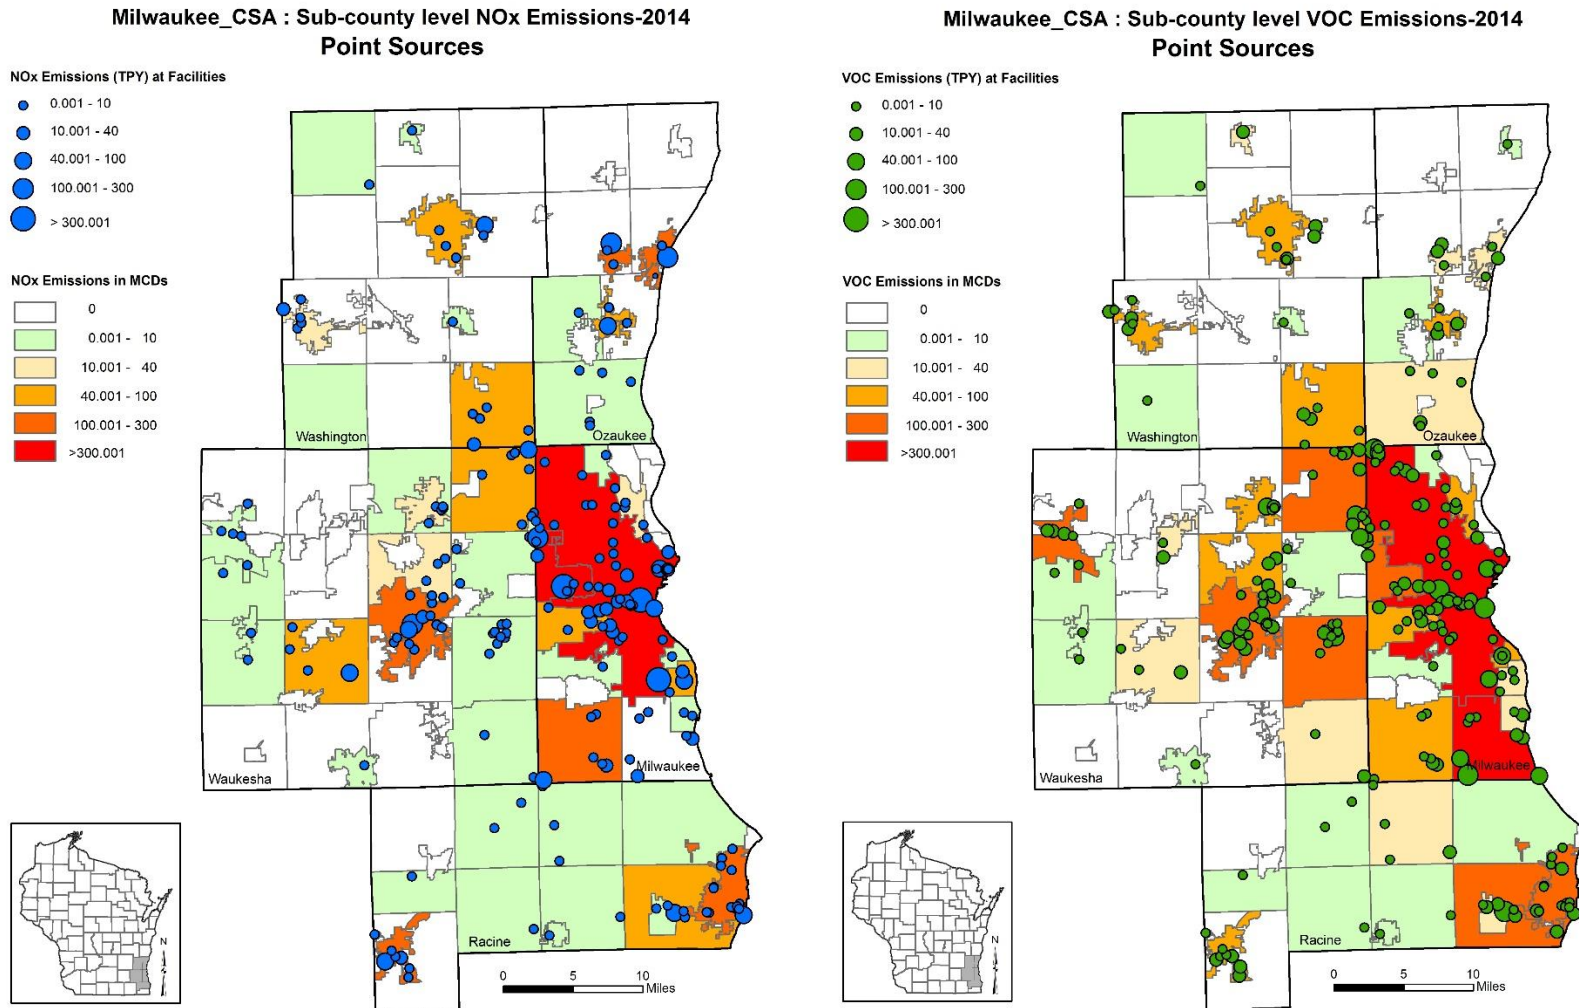 Milwaukee_CSA : Sub-county level NOx Emissions-2014
Point Sources
NOx Emissions (TPY) at Facilities
0.001 - 10
10.001 - 40
40.001 - 100
100.001 - 300
> 300.001
NOx Emissions in MCDs
0
0.001 - 10
10.001 - 40
40.001 - 100
100.001 - 300
>300.001
Washington
Ozaukee
Waukesha
Milwaukee
Racine
N
0 5 10
Miles
Milwaukee_CSA : Sub-county level VOC Emissions-2014
Point Sources
VOC Emissions (TPY) at Facilities
0.001 - 10
10.001 - 40
40.001 - 100
100.001 - 300
> 300.001
VOC Emissions in MCDs
0
0.001 - 10
10.001 - 40
40.001 - 100
100.001 - 300
>300.001
Washington
Ozaukee
Waukesha
Milwaukee
Racine
N
0 5 10
Miles